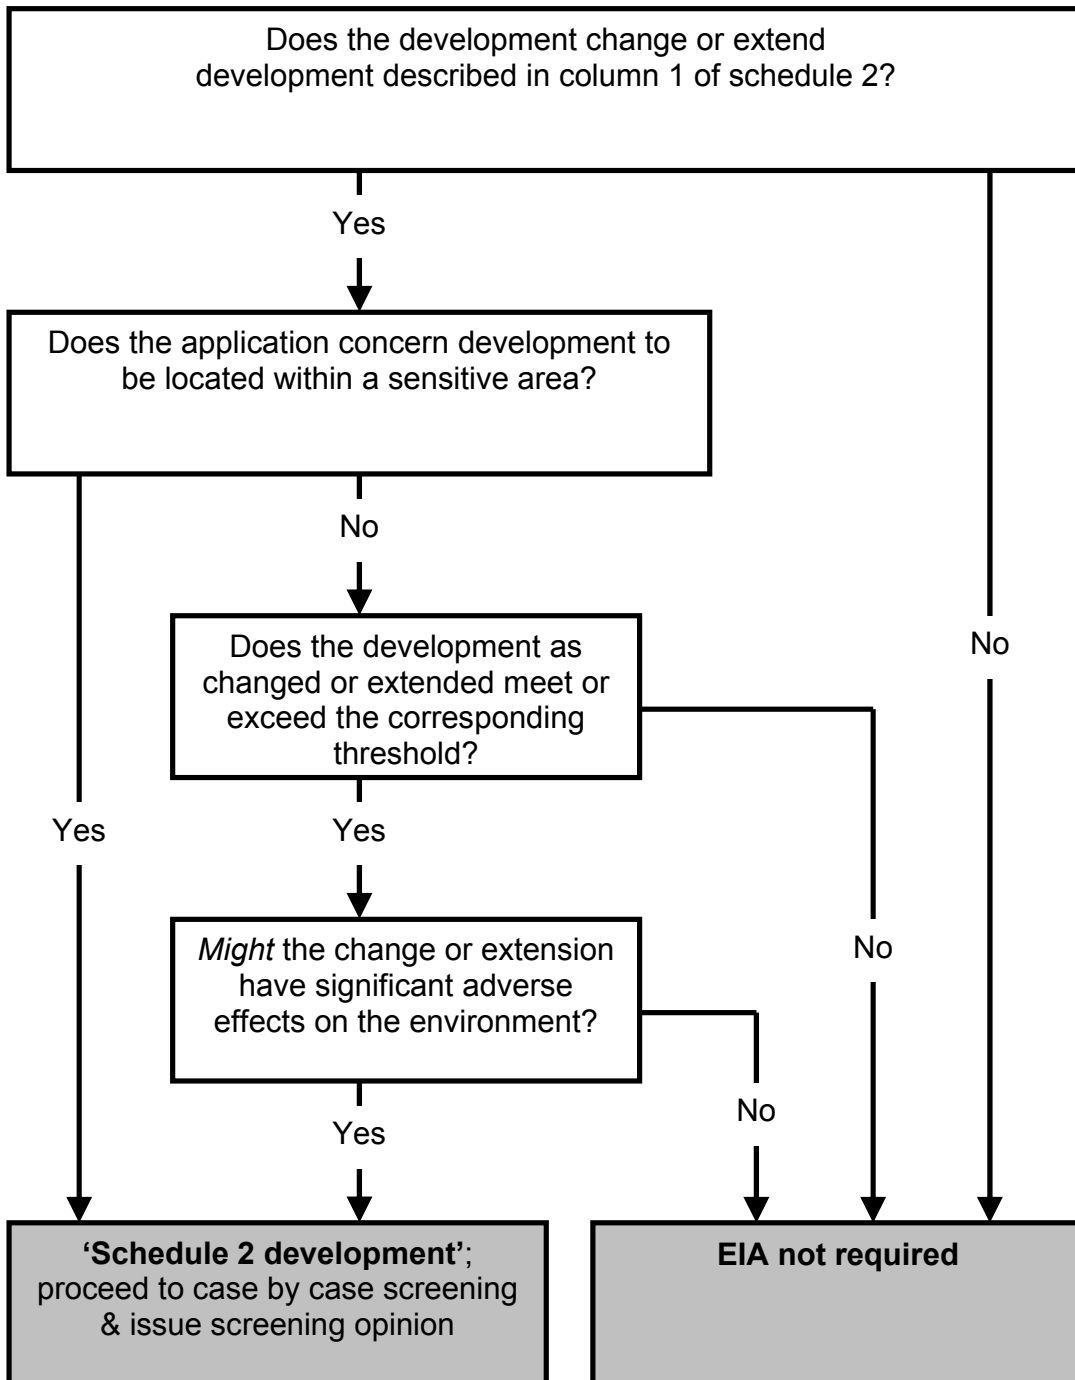 Does the development change or extend
development described in column 1 of schedule 2?
Yes
Does the application concern development to
be located within a sensitive area?
No
Does the development as
changed or extended meet or
exceed the corresponding
threshold?
No
Yes
Yes
Might the change or extension
have significant adverse
effects on the environment?
No
No
Yes
‘Schedule 2 development’;
proceed to case by case screening
& issue screening opinion
EIA not required